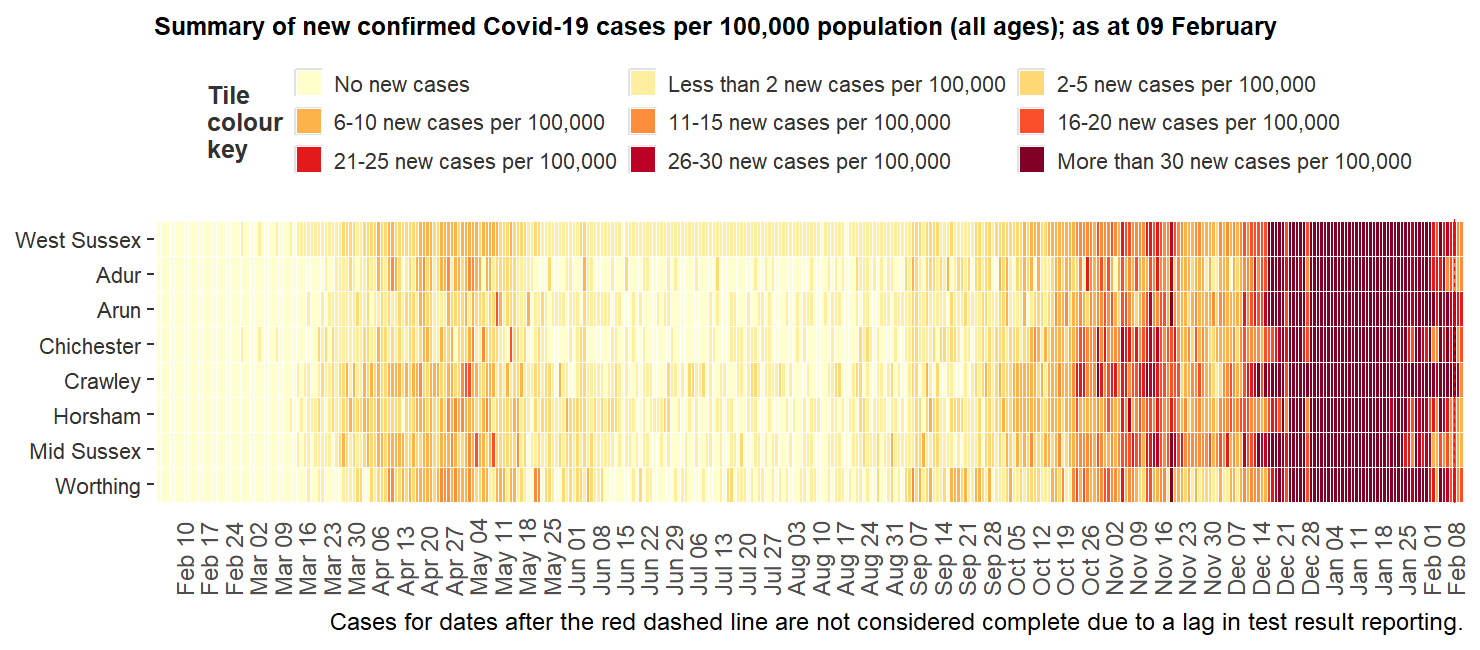 Summary of new confirmed Covid-19 cases per 100,000 population (all ages); as at 09 February
Tile
colour
key
No new cases
Less than 2 new cases per 100,000
2-5 new cases per 100,000
6-10 new cases per 100,000
11-15 new cases per 100,000
16-20 new cases per 100,000
21-25 new cases per 100,000
26-30 new cases per 100,000
More than 30 new cases per 100,000
West Sussex
Adur
Arun
Chichester
Crawley
Horsham
Mid Sussex
Worthing
Feb 10
Feb 17
Feb 24
Mar 02
Mar 09
Mar 16
Mar 23
Mar 30
Apr 06
Apr 13
Apr 20
Apr 27
May 04
May 11
May 18
May 25
Jun 01
Jun 08
Jun 15
Jun 22
Jun 29
Jul 06
Jul 13
Jul 20
Jul 27
Aug 03
Aug 10
Aug 17
Aug 24
Aug 31
Sep 07
Sep 14
Sep 21
Sep 28
Oct 05
Oct 12
Oct 19
Oct 26
Nov 02
Nov 09
Nov 16
Nov 23
Nov 30
Dec 07
Dec 14
Dec 21
Dec 28
Jan 04
Jan 11
Jan 18
Jan 25
Feb 01
Feb 08
Cases for dates after the red dashed line are not considered complete due to a lag in test result reporting.